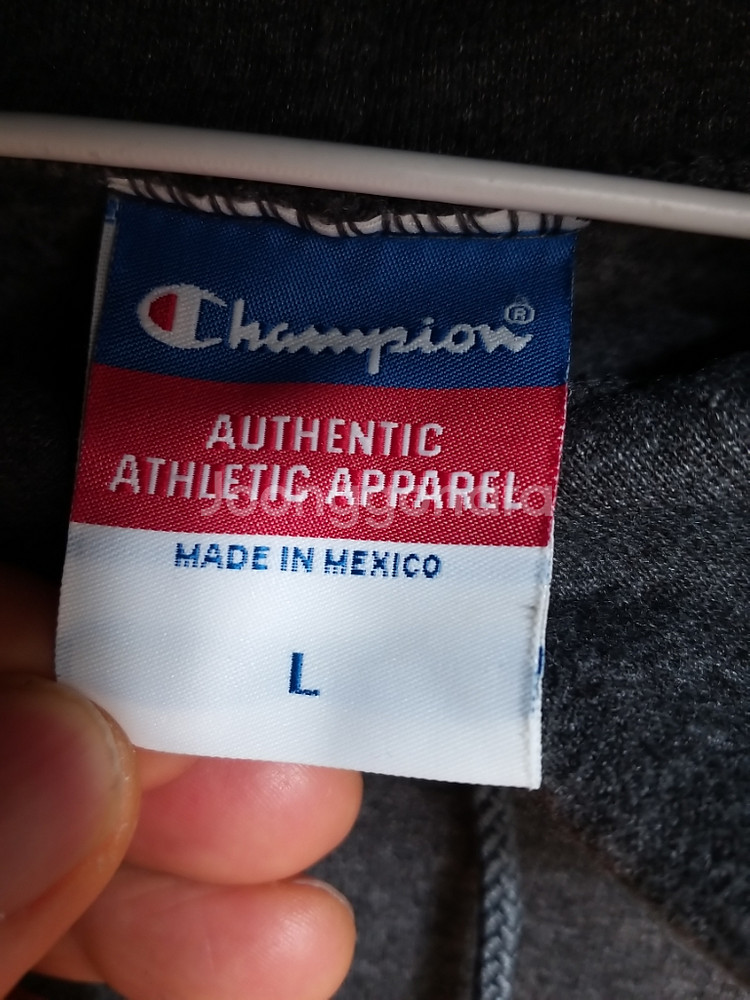 Champion®
AUTHENTIC
ATHLETIC APPAREL
MADE IN MEXICO
L